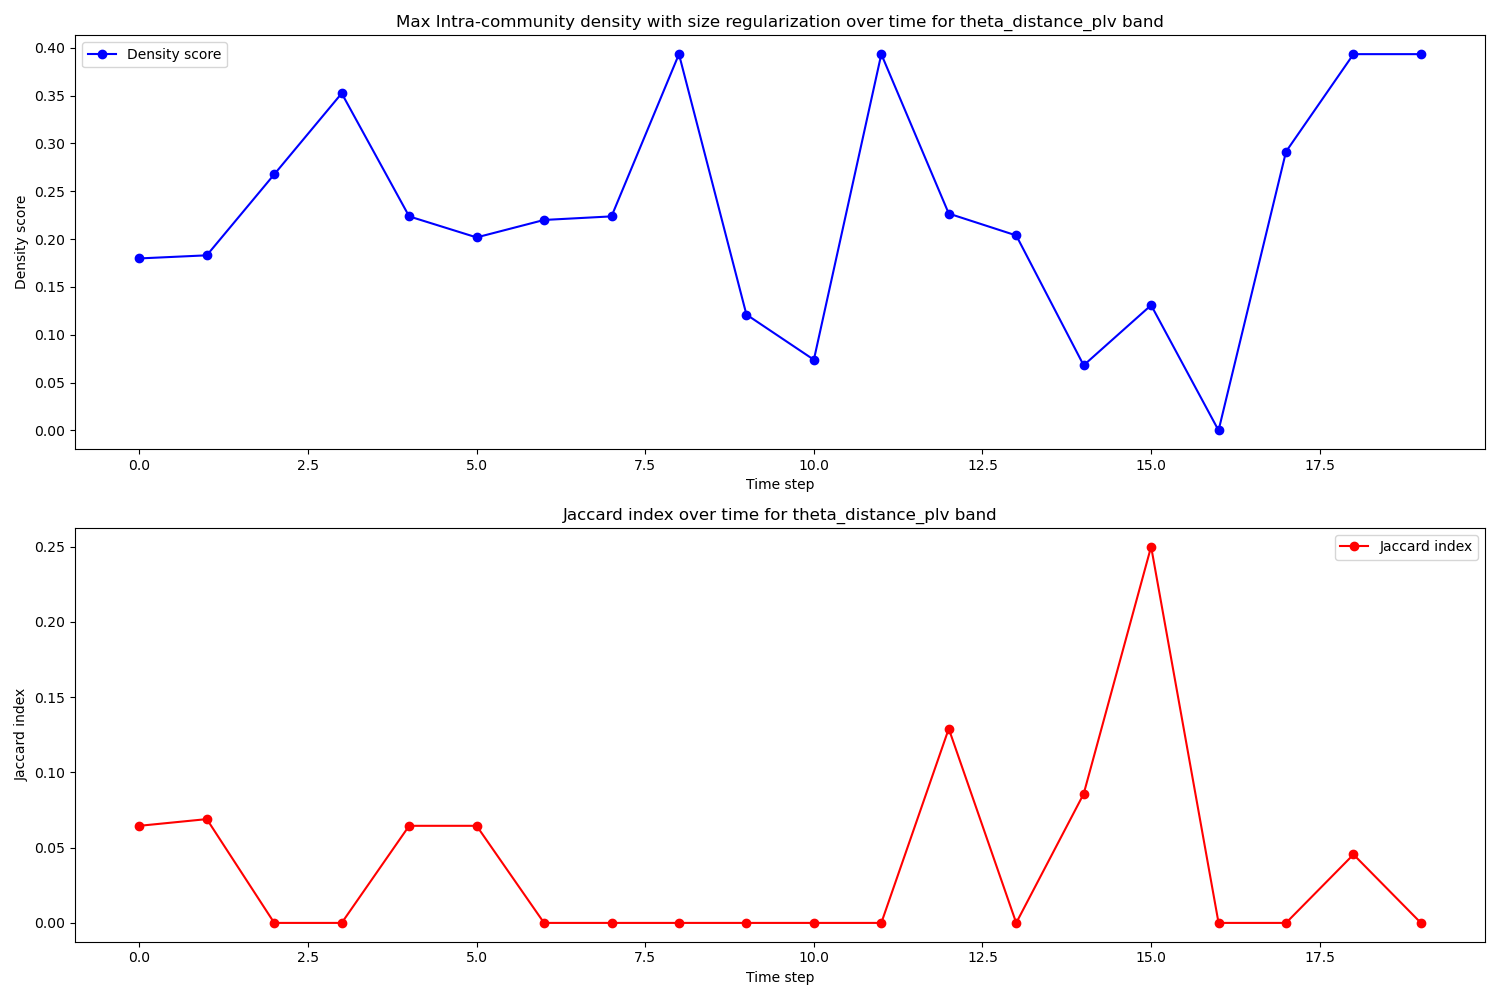 Max Intra-community density with size regularization over time for theta_distance_plv band
Density score
0.40
0.35
0.30
0.25
0.20
0.15
0.10
0.05
0.00
Density score
0.0 2.5 5.0 7.5 10.0 12.5 15.0 17.5
Time step
Jaccard index over time for theta_distance_plv band
Jaccard index
0.25
0.20
0.15
0.10
0.05
0.00
Jaccard index
0.0 2.5 5.0 7.5 10.0 12.5 15.0 17.5
Time step